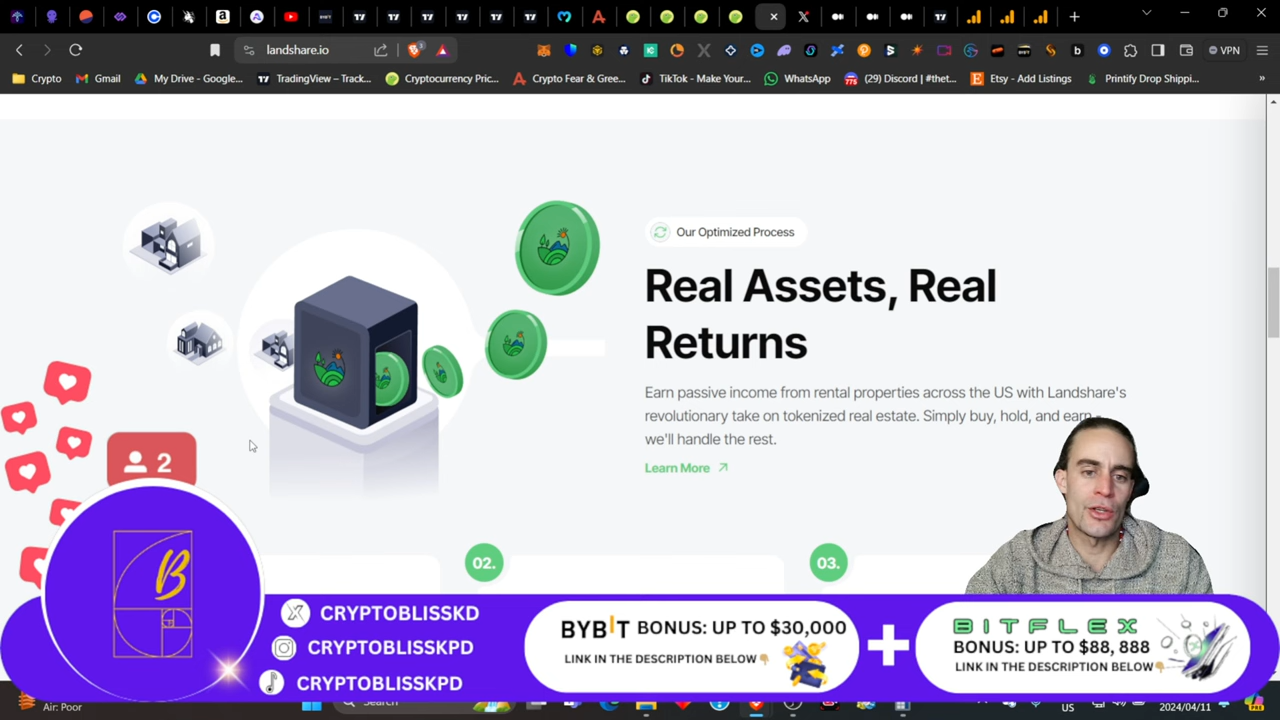 landshare.io
VPN
Crypto
Gmail
My Drive - Google...
TradingView – Track...
Cryptocurrency Pric...
Crypto Fear & Gree...
TikTok - Make Your...
WhatsApp
(29) Discord | #thet...
Etsy - Add Listings
Printify Drop Shippi...
»
Our Optimized Process
Real Assets, Real
Returns
Earn passive income from rental properties across the US with Landshare's
revolutionary take on tokenized real estate. Simply buy, hold, and earn -
we'll handle the rest.
Learn More
2
02.
03.
B
CRYPTOBLISSKD
CRYPTOBLISSKPD
CRYPTOBLISSKPD
BYBIT BONUS: UP TO $30,000
LINK IN THE DESCRIPTION BELOW
+
BITFLEX
BONUS: UP TO $88, 888
LINK IN THE DESCRIPTION BELOW
Air: Poor
Search
US
2024/04/11